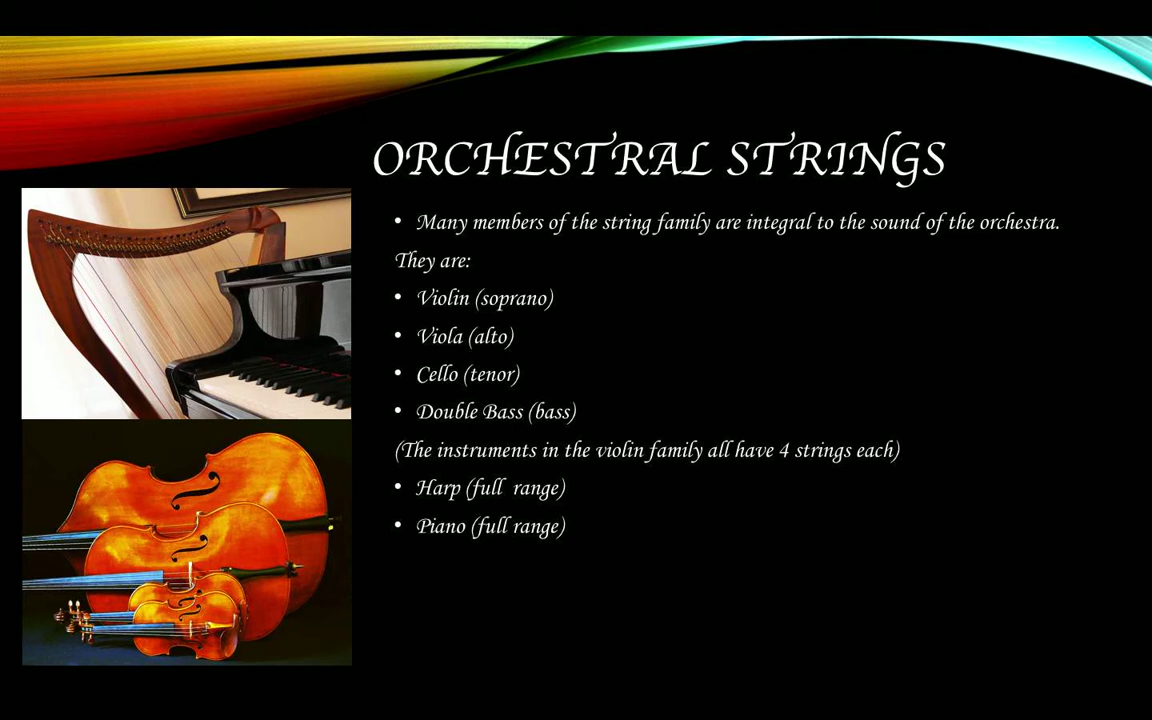 ORCHESTRAL STRINGS
• Many members of the string family are integral to the sound of the orchestra.
They are:
• Violin (soprano)
• Viola (alto)
• Cello (tenor)
• Double Bass (bass)
(The instruments in the violin family all have 4 strings each)
• Harp (full  range)
• Piano (full range)